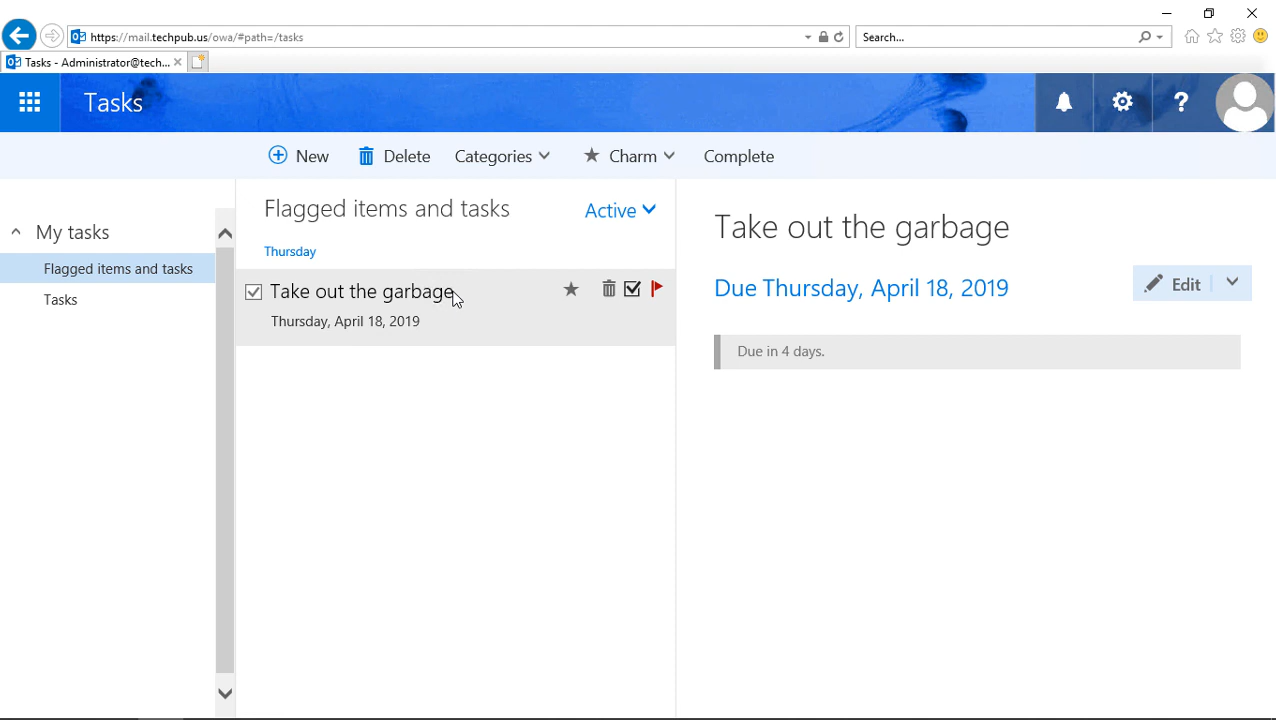 https://mail.techpub.us/owa/#path=/tasks
Search...
Tasks - Administrator@tech...
Tasks
?
New
Delete
Categories
Charm
Complete
My tasks
Flagged items and tasks
Tasks
Flagged items and tasks
Active
Thursday
Take out the garbage
Thursday, April 18, 2019
Take out the garbage
Due Thursday, April 18, 2019
Edit
Due in 4 days.